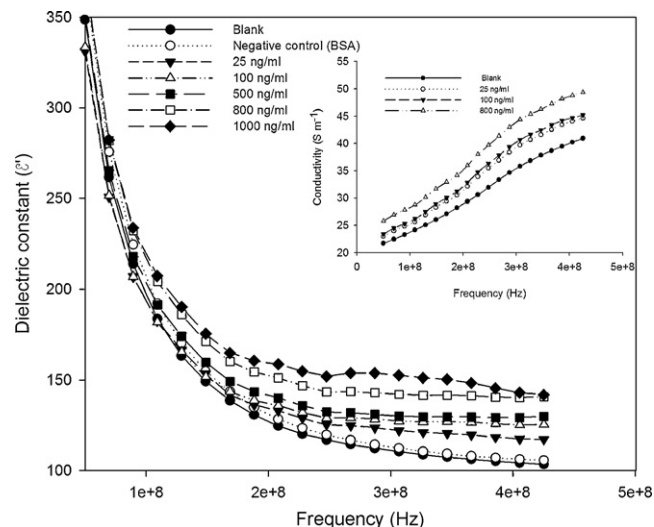 Blank
Negative control (BSA)
25 ng/ml
100 ng/ml
500 ng/ml
800 ng/ml
1000 ng/ml
350
300
250
200
150
100
Dielectric constant (ε')
1e+8
2e+8
3e+8
4e+8
5e+8
Frequency (Hz)
Blank
25 ng/ml
100 ng/ml
800 ng/ml
55
50
45
40
35
30
25
20
Conductivity (S m⁻¹)
0
1e+8
2e+8
3e+8
4e+8
5e+8
Frequency (Hz)